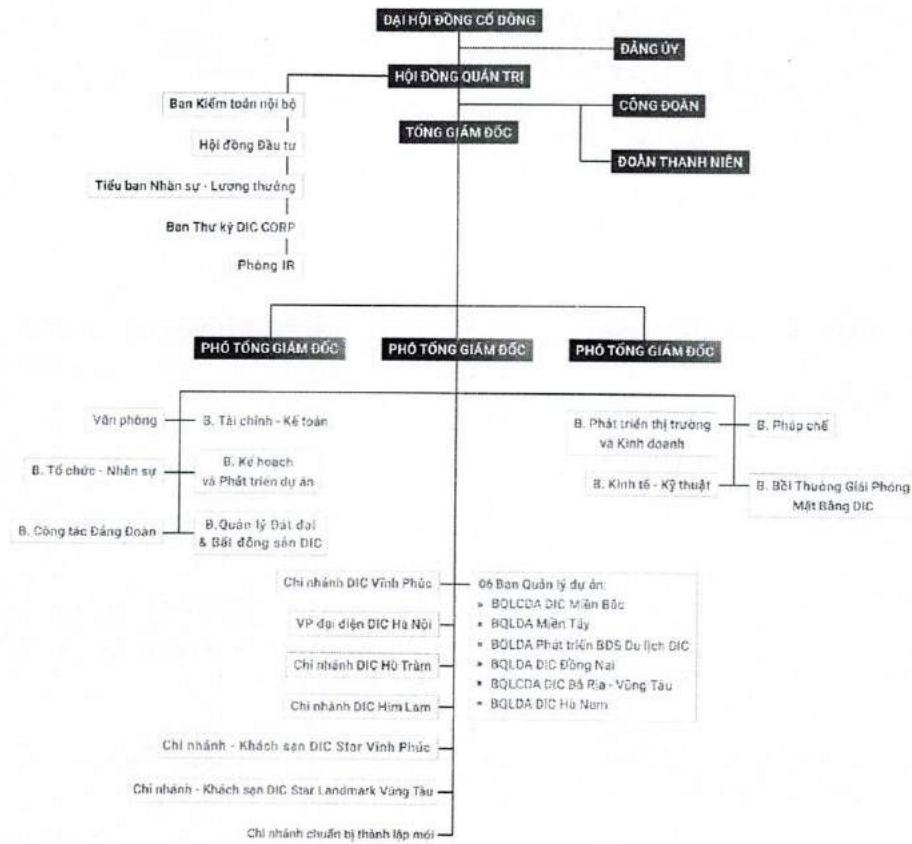 ĐẠI HỘI ĐỒNG CỔ ĐÔNG
ĐẢNG ỦY
HỘI ĐỒNG QUẢN TRỊ
Ban Kiểm toán nội bộ
CÔNG ĐOÀN
TỔNG GIÁM ĐỐC
Hội đồng Đầu tư
ĐOÀN THANH NIÊN
Tiểu ban Nhân sự - Lương thưởng
Ban Thư ký DIC CORP
Phòng IR
PHÓ TỔNG GIÁM ĐỐC
PHÓ TỔNG GIÁM ĐỐC
PHÓ TỔNG GIÁM ĐỐC
Văn phòng
B. Tài chính - Kế toán
B. Phát triển thị trường
và Kinh doanh
B. Pháp chế
B. Tổ chức - Nhân sự
B. Kế hoạch
và Phát triển dự án
B. Kinh tế - Kỹ thuật
B. Bồi Thường Giải Phóng
Mặt Bằng DIC
B. Công tác Đảng Đoàn
B.Quản lý Đất đai
& Bất động sản DIC
Chi nhánh DIC Vĩnh Phúc
VP đại diện DIC Hà Nội
Chi nhánh DIC Hồ Tràm
Chi nhánh DIC Him Lam
Chi nhánh - Khách sạn DIC Star Vĩnh Phúc
Chi nhánh - Khách sạn DIC Star Landmark Vũng Tàu
Chi nhánh chuẩn bị thành lập mới
06 Ban Quản lý dự án:
BQLCDA DIC Miền Bắc
BQLDA Miền Tây
BQLDA Phát triển BDS Du lịch DIC
BQLDA DIC Đồng Nai
BQLCDA DIC Bà Rịa - Vũng Tàu
BQLDA DIC Hà Nam